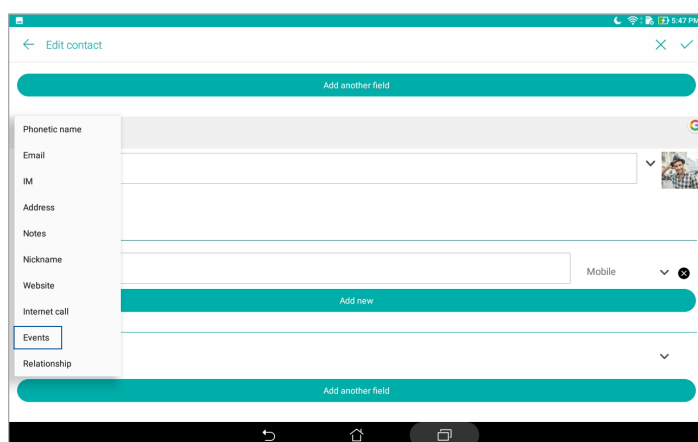 5:47 PM
Edit contact
Add another field
Phonetic name
Email
IM
Address
Notes
Nickname
Mobile
Website
Add new
Internet call
Events
Relationship
Add another field